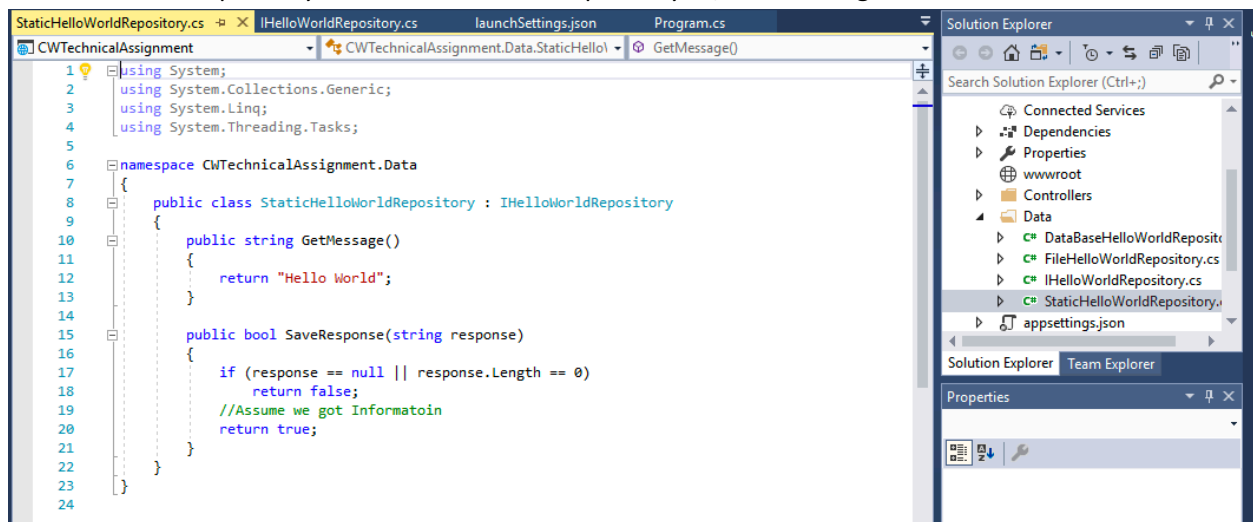 StaticHelloWorldRepository.cs IHelloWorldRepository.cs launchSettings.json Program.cs
CWTechnicalAssignment CWTechnicalAssignment.Data.StaticHello GetMessage()
1 using System;
2 using System.Collections.Generic;
3 using System.Linq;
4 using System.Threading.Tasks;
5
6 namespace CWTechnicalAssignment.Data
7 {
8 public class StaticHelloWorldRepository : IHelloWorldRepository
9 {
10 public string GetMessage()
11 {
12 return "Hello World";
13 }
14
15 public bool SaveResponse(string response)
16 {
17 if (response == null || response.Length == 0)
18 return false;
19 //Assume we got Informatoin
20 return true;
21 }
22 }
23 }
24
Solution Explorer
Search Solution Explorer (Ctrl+;)
Connected Services
Dependencies
Properties
wwwroot
Controllers
Data
C# DataBaseHelloWorldReposito
C# FileHelloWorldRepository.cs
C# IHelloWorldRepository.cs
C# StaticHelloWorldRepository.
appsettings.json
Solution Explorer Team Explorer
Properties